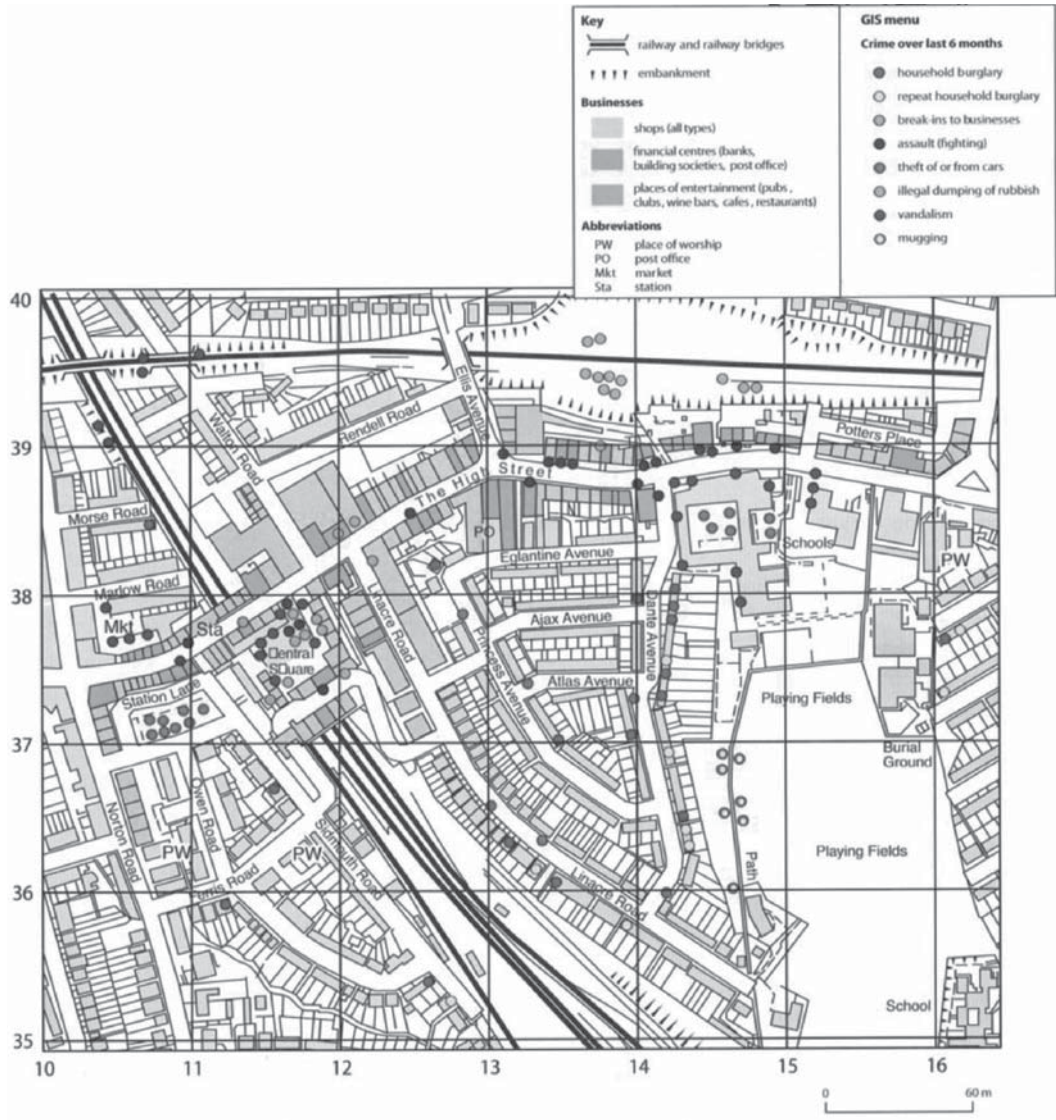 Key
railway and railway bridges
embankment
Businesses
shops (all types)
financial centres (banks,
building societies, post office)
places of entertainment (pubs,
clubs, wine bars, cafes, restaurants)
Abbreviations
PW place of worship
PO post office
Mkt market
Sta station
GIS menu
Crime over last 6 months
household burglary
repeat household burglary
break-ins to businesses
assault (fighting)
theft of or from cars
illegal dumping of rubbish
vandalism
mugging
40
39
38
37
36
35
10
11
12
13
14
15
16
Ellis Avenue
Walton Road
Rendell Road
Potters Place
The High Street
Morse Road
PO
Eglantine Avenue
Schools
PW
Marlow Road
Linacre Road
Mkt
Sta
Ajax Avenue
Dante Avenue
Princess Avenue
Central
Square
Atlas Avenue
Station Lane
Playing Fields
Burial
Ground
Norton Road
Owen Road
PW
PW
Sidmouth Road
Playing Fields
Path
Linacre Road
Road
School
0 60 m